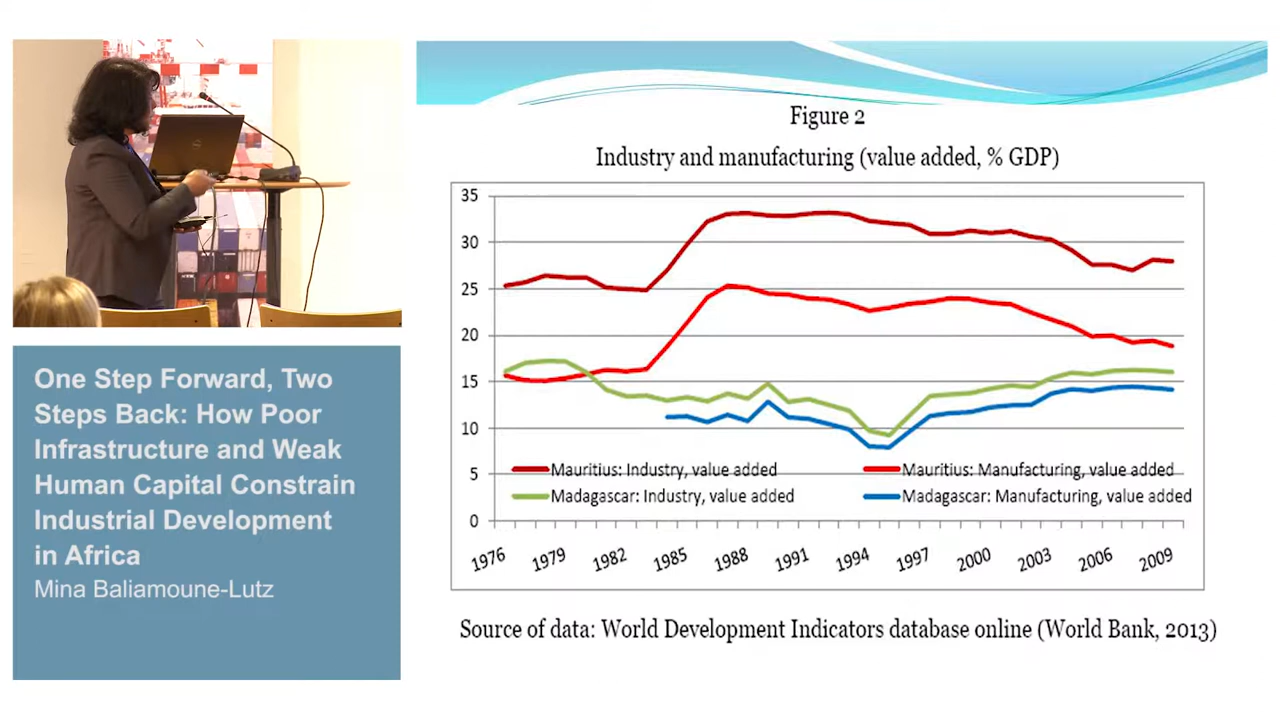 One Step Forward, Two
Steps Back: How Poor
Infrastructure and Weak
Human Capital Constrain
Industrial Development
in Africa
Mina Baliamoune-Lutz
Figure 2
Industry and manufacturing (value added, % GDP)
35
30
25
20
15
10
5
0
Mauritius: Industry, value added
Mauritius: Manufacturing, value added
Madagascar: Industry, value added
Madagascar: Manufacturing, value added
1976 1979 1982 1985 1988 1991 1994 1997 2000 2003 2006 2009
Source of data: World Development Indicators database online (World Bank, 2013)